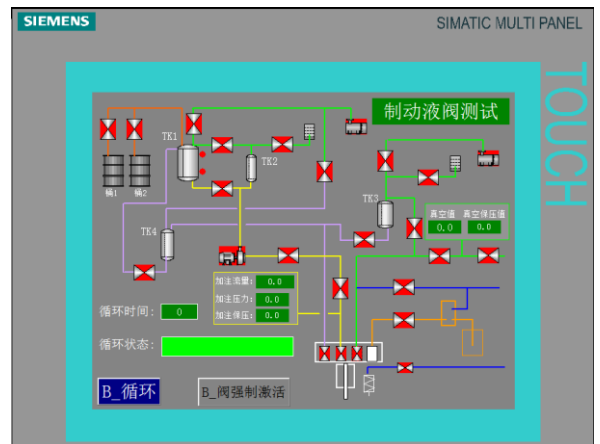 SIEMENS
SIMATIC MULTI PANEL
TOUCH
制动液阀测试
TK1
TK2
桶1 桶2
TK3
真空值 真空保压值
0.0 0.0
TK4
加注流量: 0.0
加注压力: 0.0
加注保压: 0.0
循环时间: 0
循环状态:
B_循环
B_阀强制激活